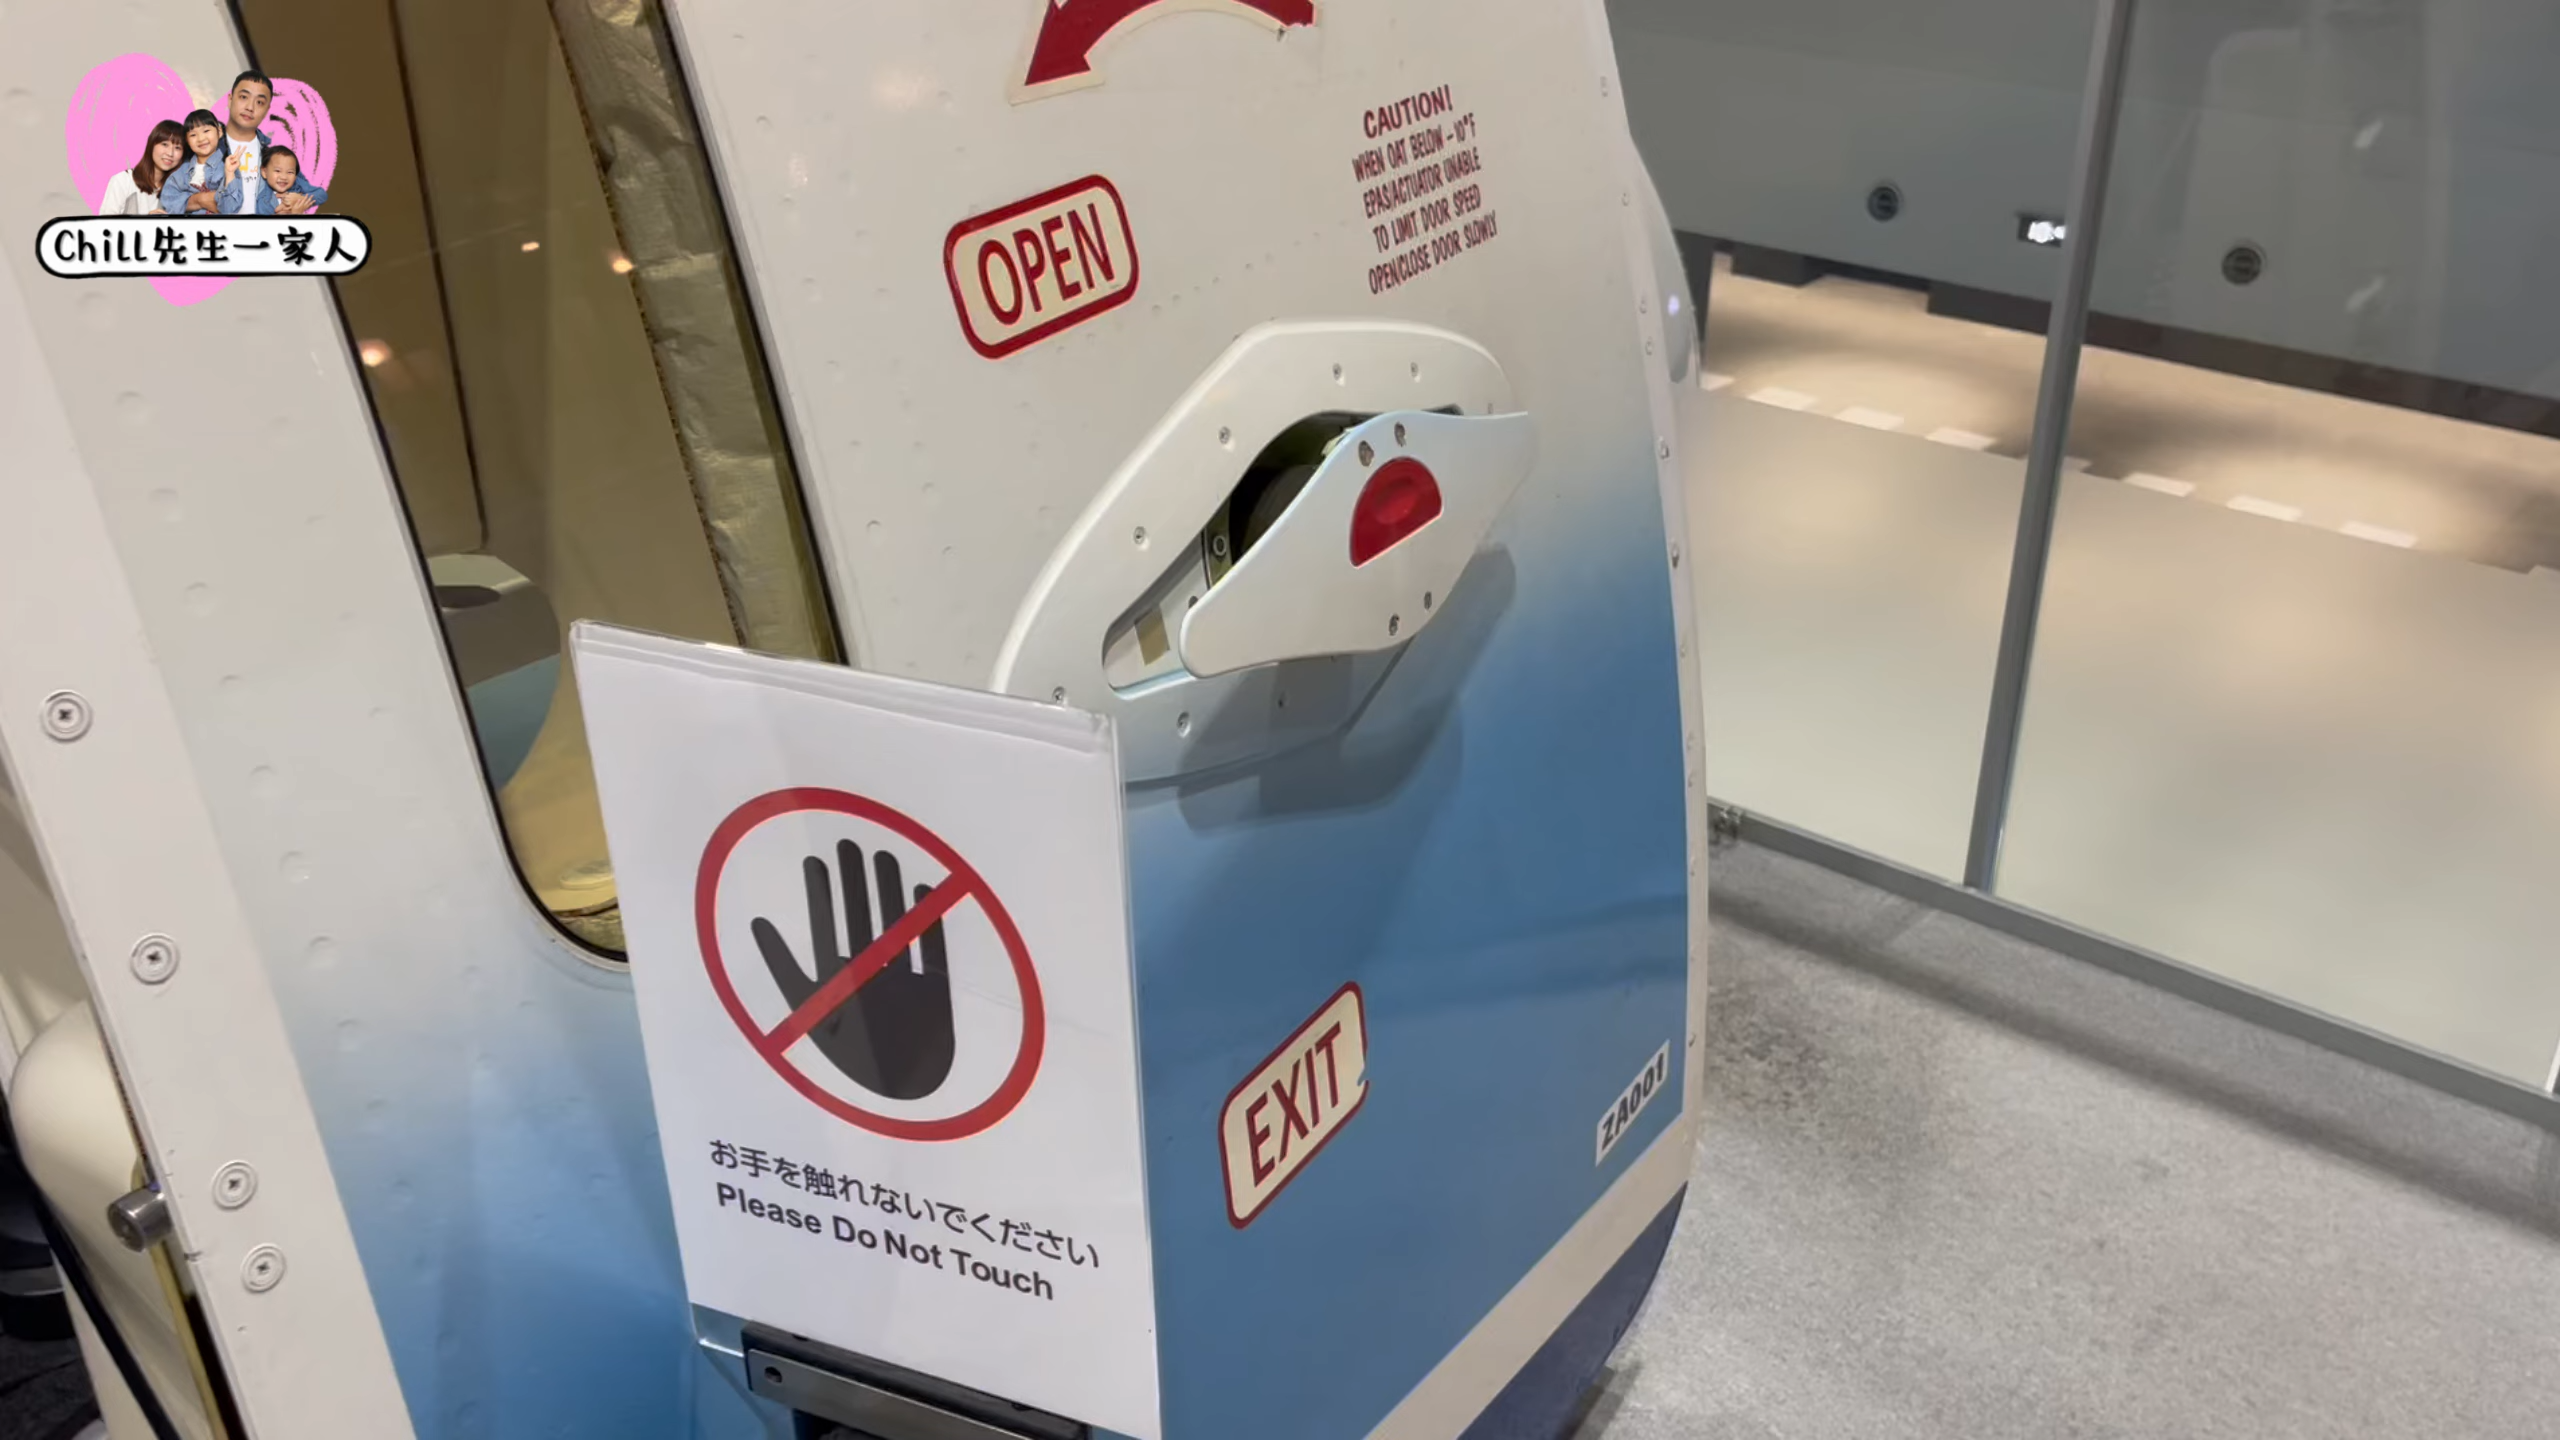 Chill先生一家人
CAUTION!
WHEN OAT BELOW -10°F
EPAS/ACTUATOR UNABLE
TO LIMIT DOOR SPEED
OPEN/CLOSE DOOR SLOWLY
OPEN
EXIT
ZA001
お手を触れないでください
Please Do Not Touch